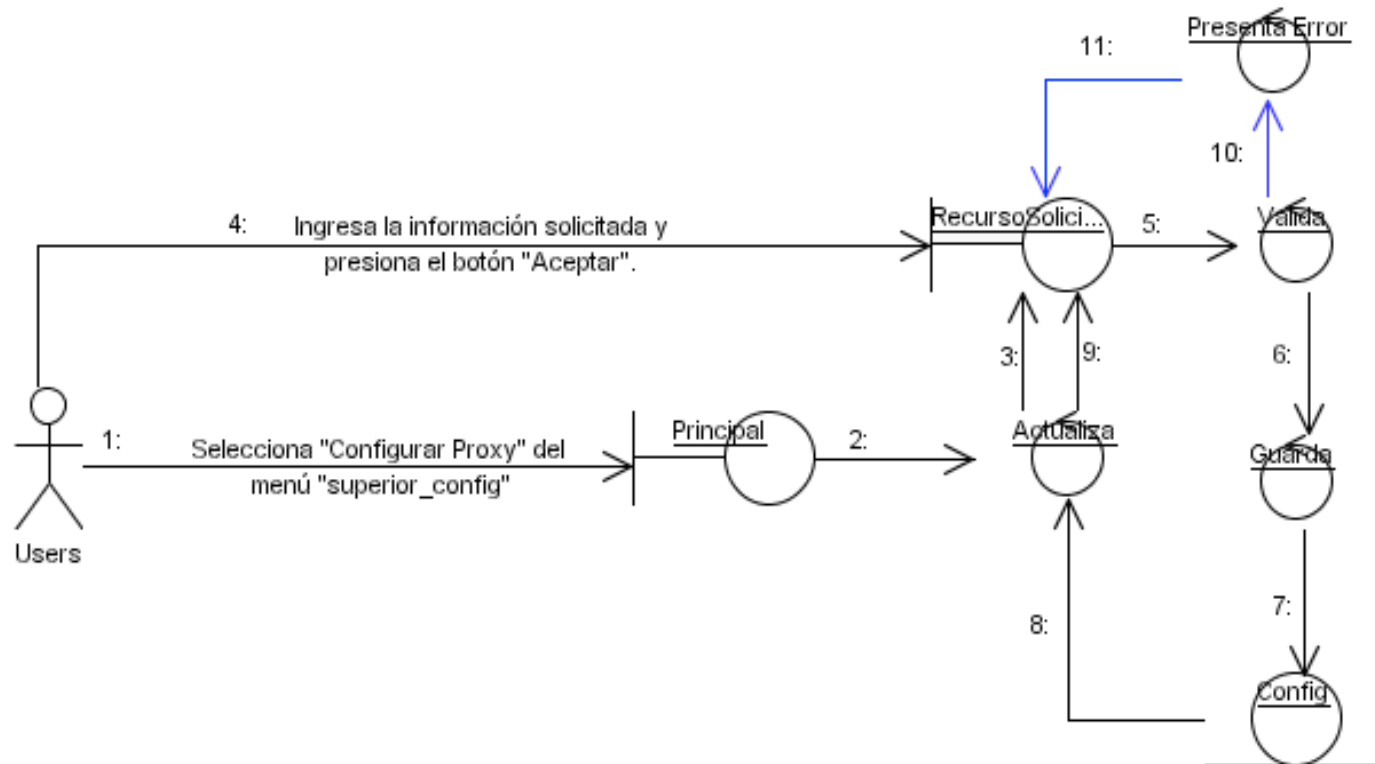 Presenta Error
11:
10:
4: Ingresa la información solicitada y
presiona el botón "Aceptar".
RecursoSolici...
5:
Valida
3:
9:
6:
1: Selecciona "Configurar Proxy" del
menú "superior_config"
Principal
2:
Actualiza
Guarda
Users
7:
8:
Config